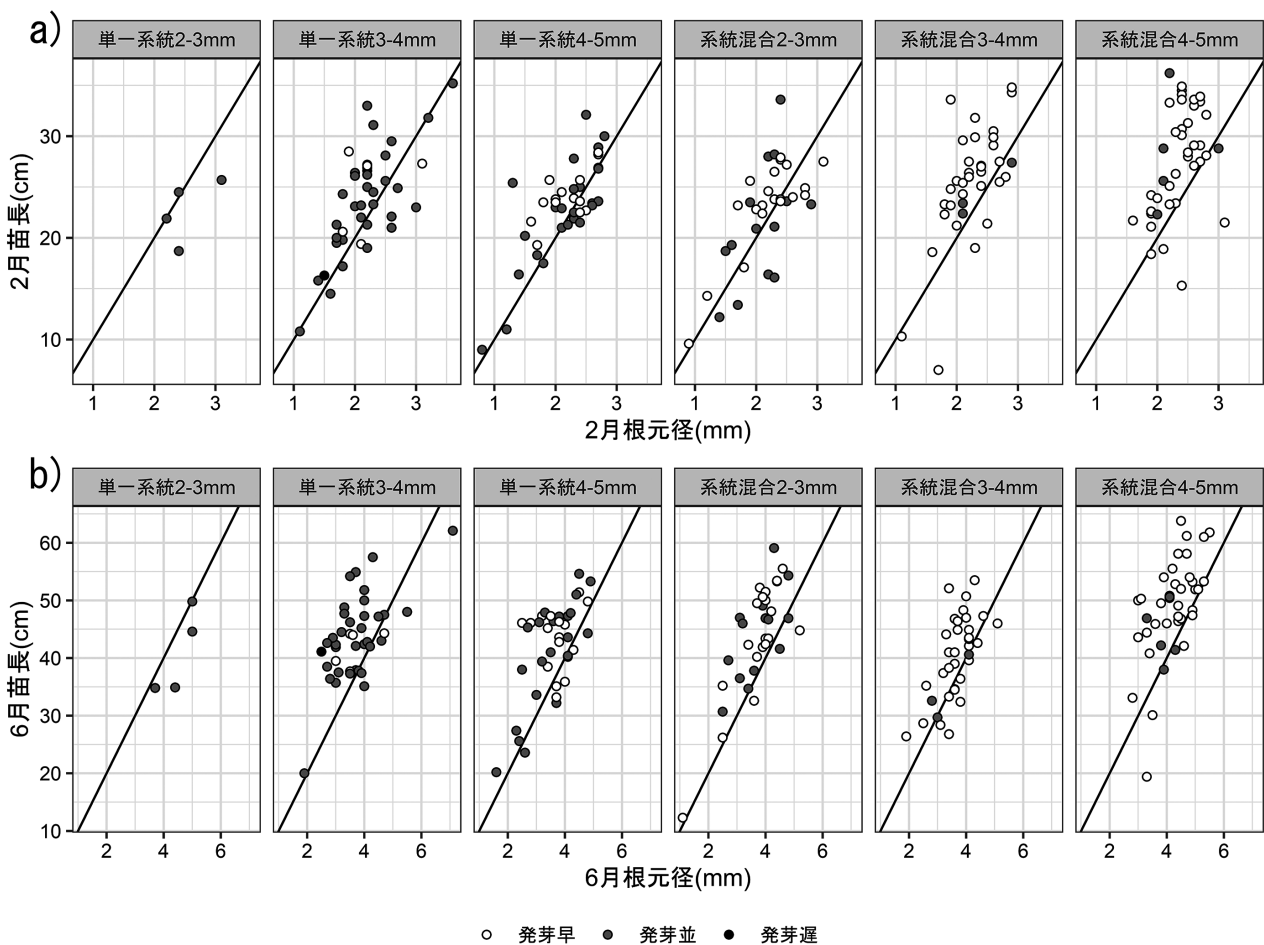 a)
単一系統2-3mm 単一系統3-4mm 単一系統4-5mm 系統混合2-3mm 系統混合3-4mm 系統混合4-5mm
2月苗長(cm)
30
20
10
1 2 3 1 2 3 1 2 3 1 2 3 1 2 3 1 2 3
2月根元径(mm)
b)
単一系統2-3mm 単一系統3-4mm 単一系統4-5mm 系統混合2-3mm 系統混合3-4mm 系統混合4-5mm
6月苗長(cm)
60
50
40
30
20
10
2 4 6 2 4 6 2 4 6 2 4 6 2 4 6 2 4 6
6月根元径(mm)
発芽早 発芽並 発芽遅